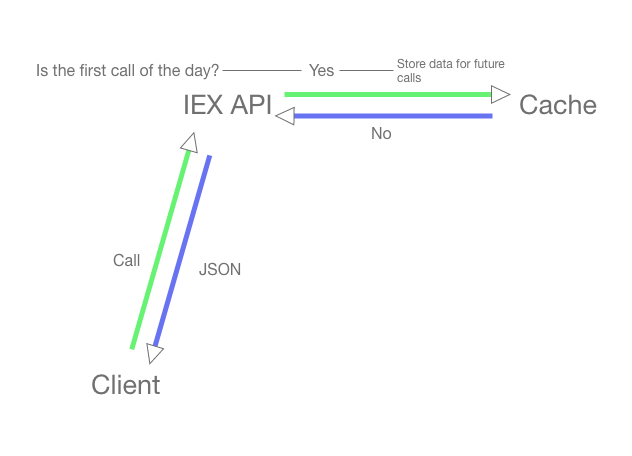 Is the first call of the day?
Yes
Store data for future
calls
IEX API
Cache
No
Call
JSON
Client